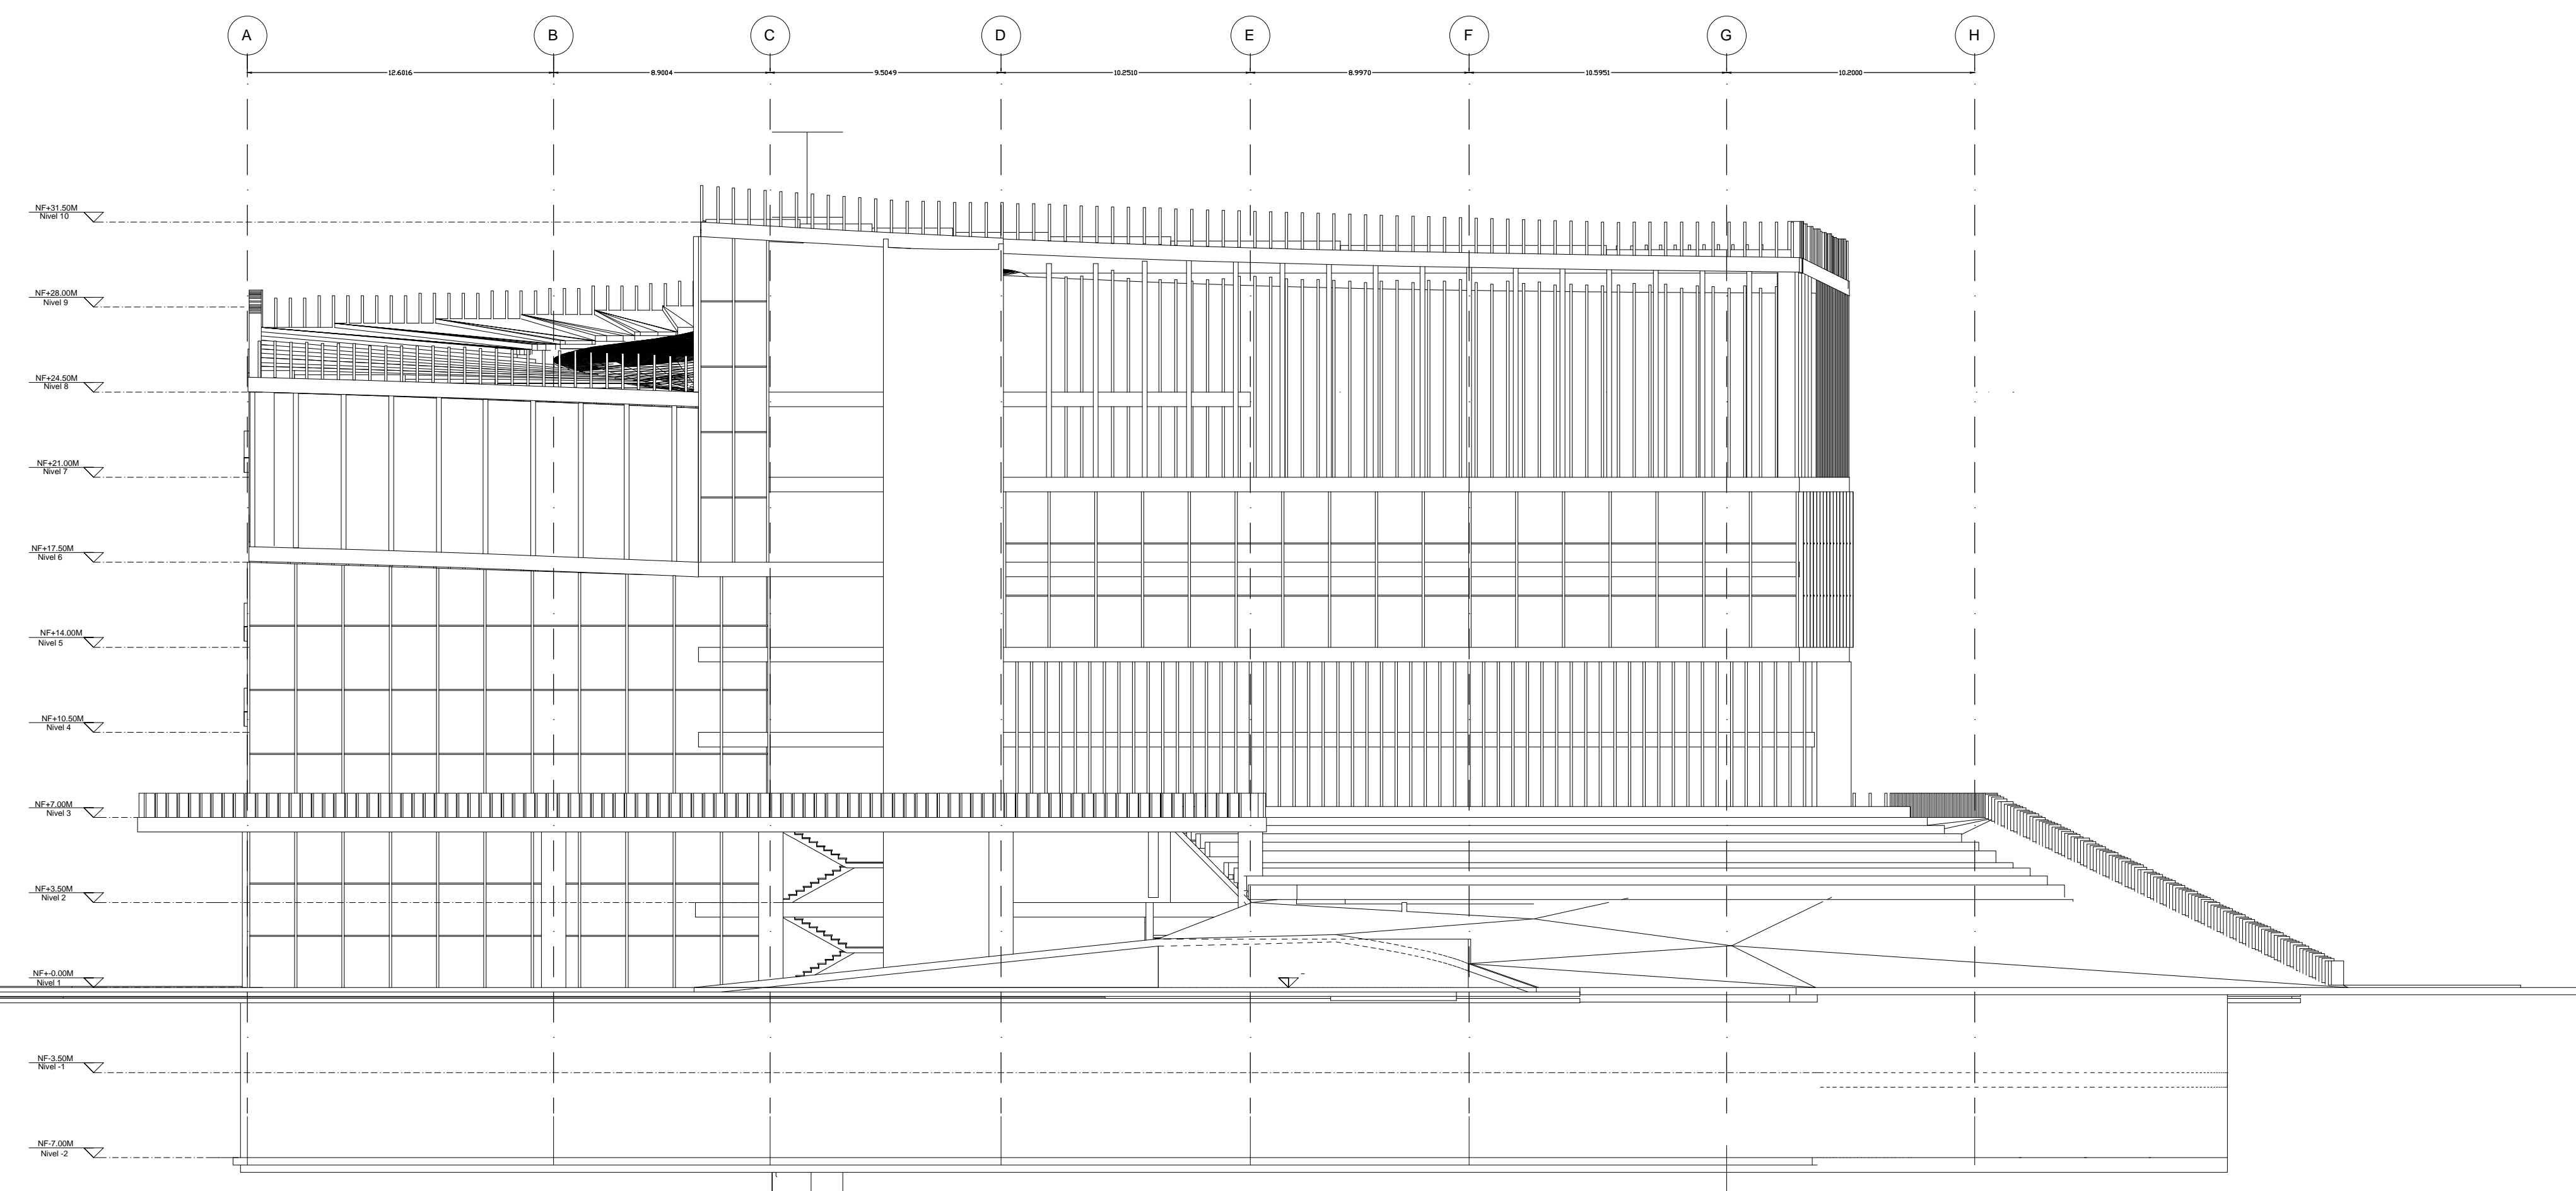 A B C D E F G H
12.6016 8.9004 9.5049 10.2510 8.9970 10.5951 10.2000
NF+31.50M
Nivel 10
NF+28.00M
Nivel 9
NF+24.50M
Nivel 8
NF+21.00M
Nivel 7
NF+17.50M
Nivel 6
NF+14.00M
Nivel 5
NF+10.50M
Nivel 4
NF+7.00M
Nivel 3
NF+3.50M
Nivel 2
NF+-0.00M
Nivel 1
NF-3.50M
Nivel -1
NF-7.00M
Nivel -2